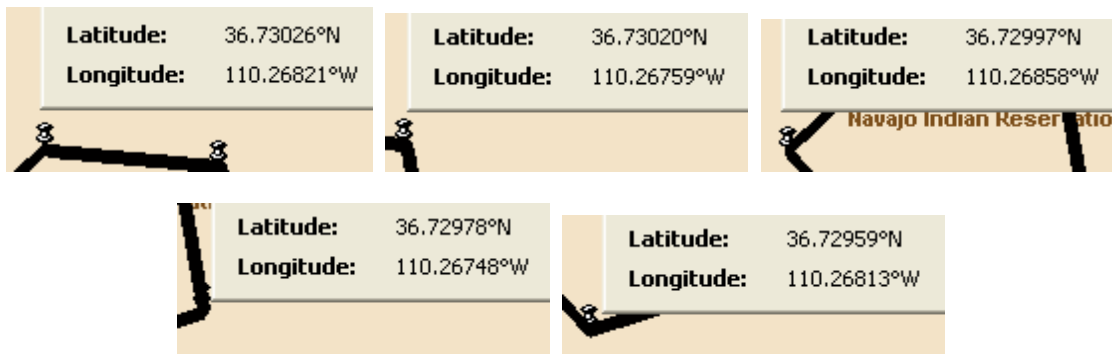 Latitude: 36.73026°N
Longitude: 110.26821°W
Latitude: 36.73020°N
Longitude: 110.26759°W
Latitude: 36.72997°N
Longitude: 110.26858°W
Navajo Indian Reser
Latitude: 36.72978°N
Longitude: 110.26748°W
Latitude: 36.72959°N
Longitude: 110.26813°W